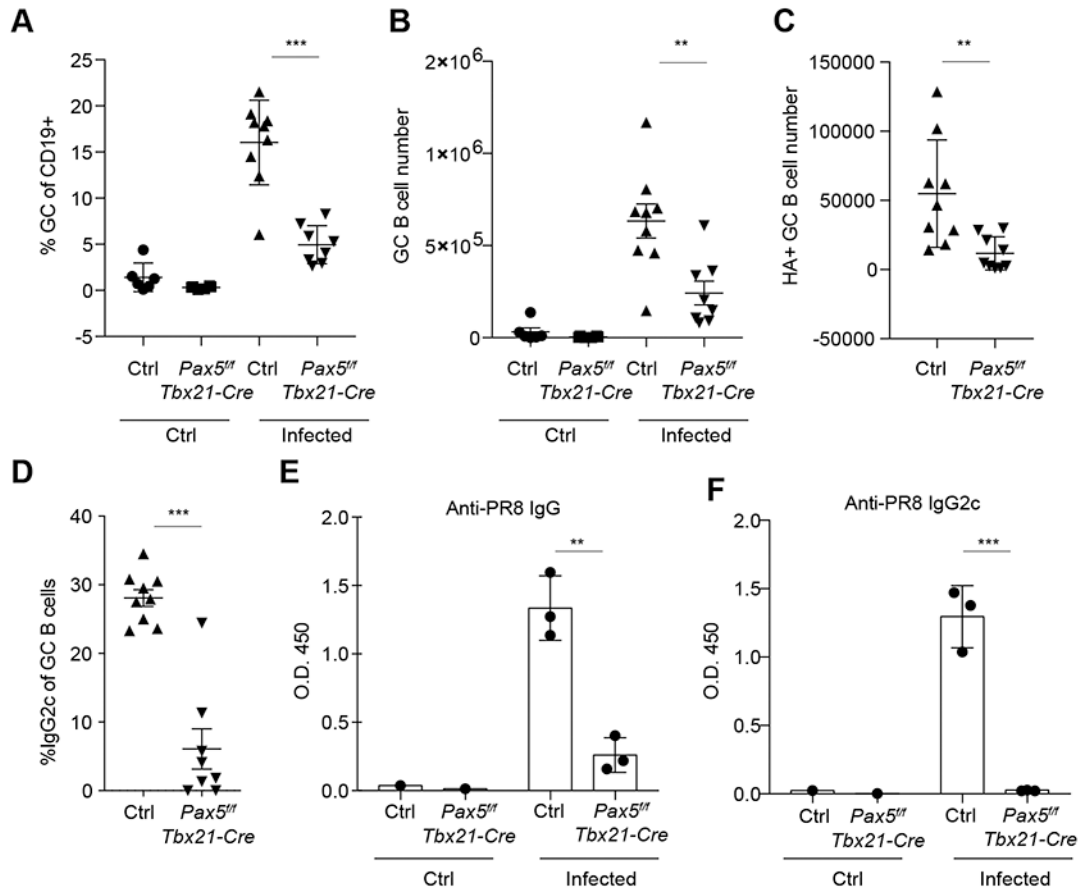 A
% GC of CD19+
25
20
15
10
5
0
-5
***
Ctrl Pax5f/f Ctrl Pax5f/f
Tbx21-Cre Tbx21-Cre
Ctrl Infected
B
GC B cell number
2×10⁶
1×10⁶
5×10⁵
0
**
Ctrl Pax5f/f Ctrl Pax5f/f
Tbx21-Cre Tbx21-Cre
Ctrl Infected
C
HA+ GC B cell number
150000
100000
50000
0
-50000
**
Ctrl Pax5f/f
Tbx21-Cre
D
%IgG2c of GC B cells
40
30
20
10
0
***
Ctrl Pax5f/f
Tbx21-Cre
E
Anti-PR8 IgG
O.D. 450
2.0
1.5
1.0
0.5
0.0
**
Ctrl Pax5f/f Ctrl Pax5f/f
Tbx21-Cre Tbx21-Cre
Ctrl Infected
F
Anti-PR8 IgG2c
O.D. 450
2.0
1.5
1.0
0.5
0.0
***
Ctrl Pax5f/f Ctrl Pax5f/f
Tbx21-Cre Tbx21-Cre
Ctrl Infected